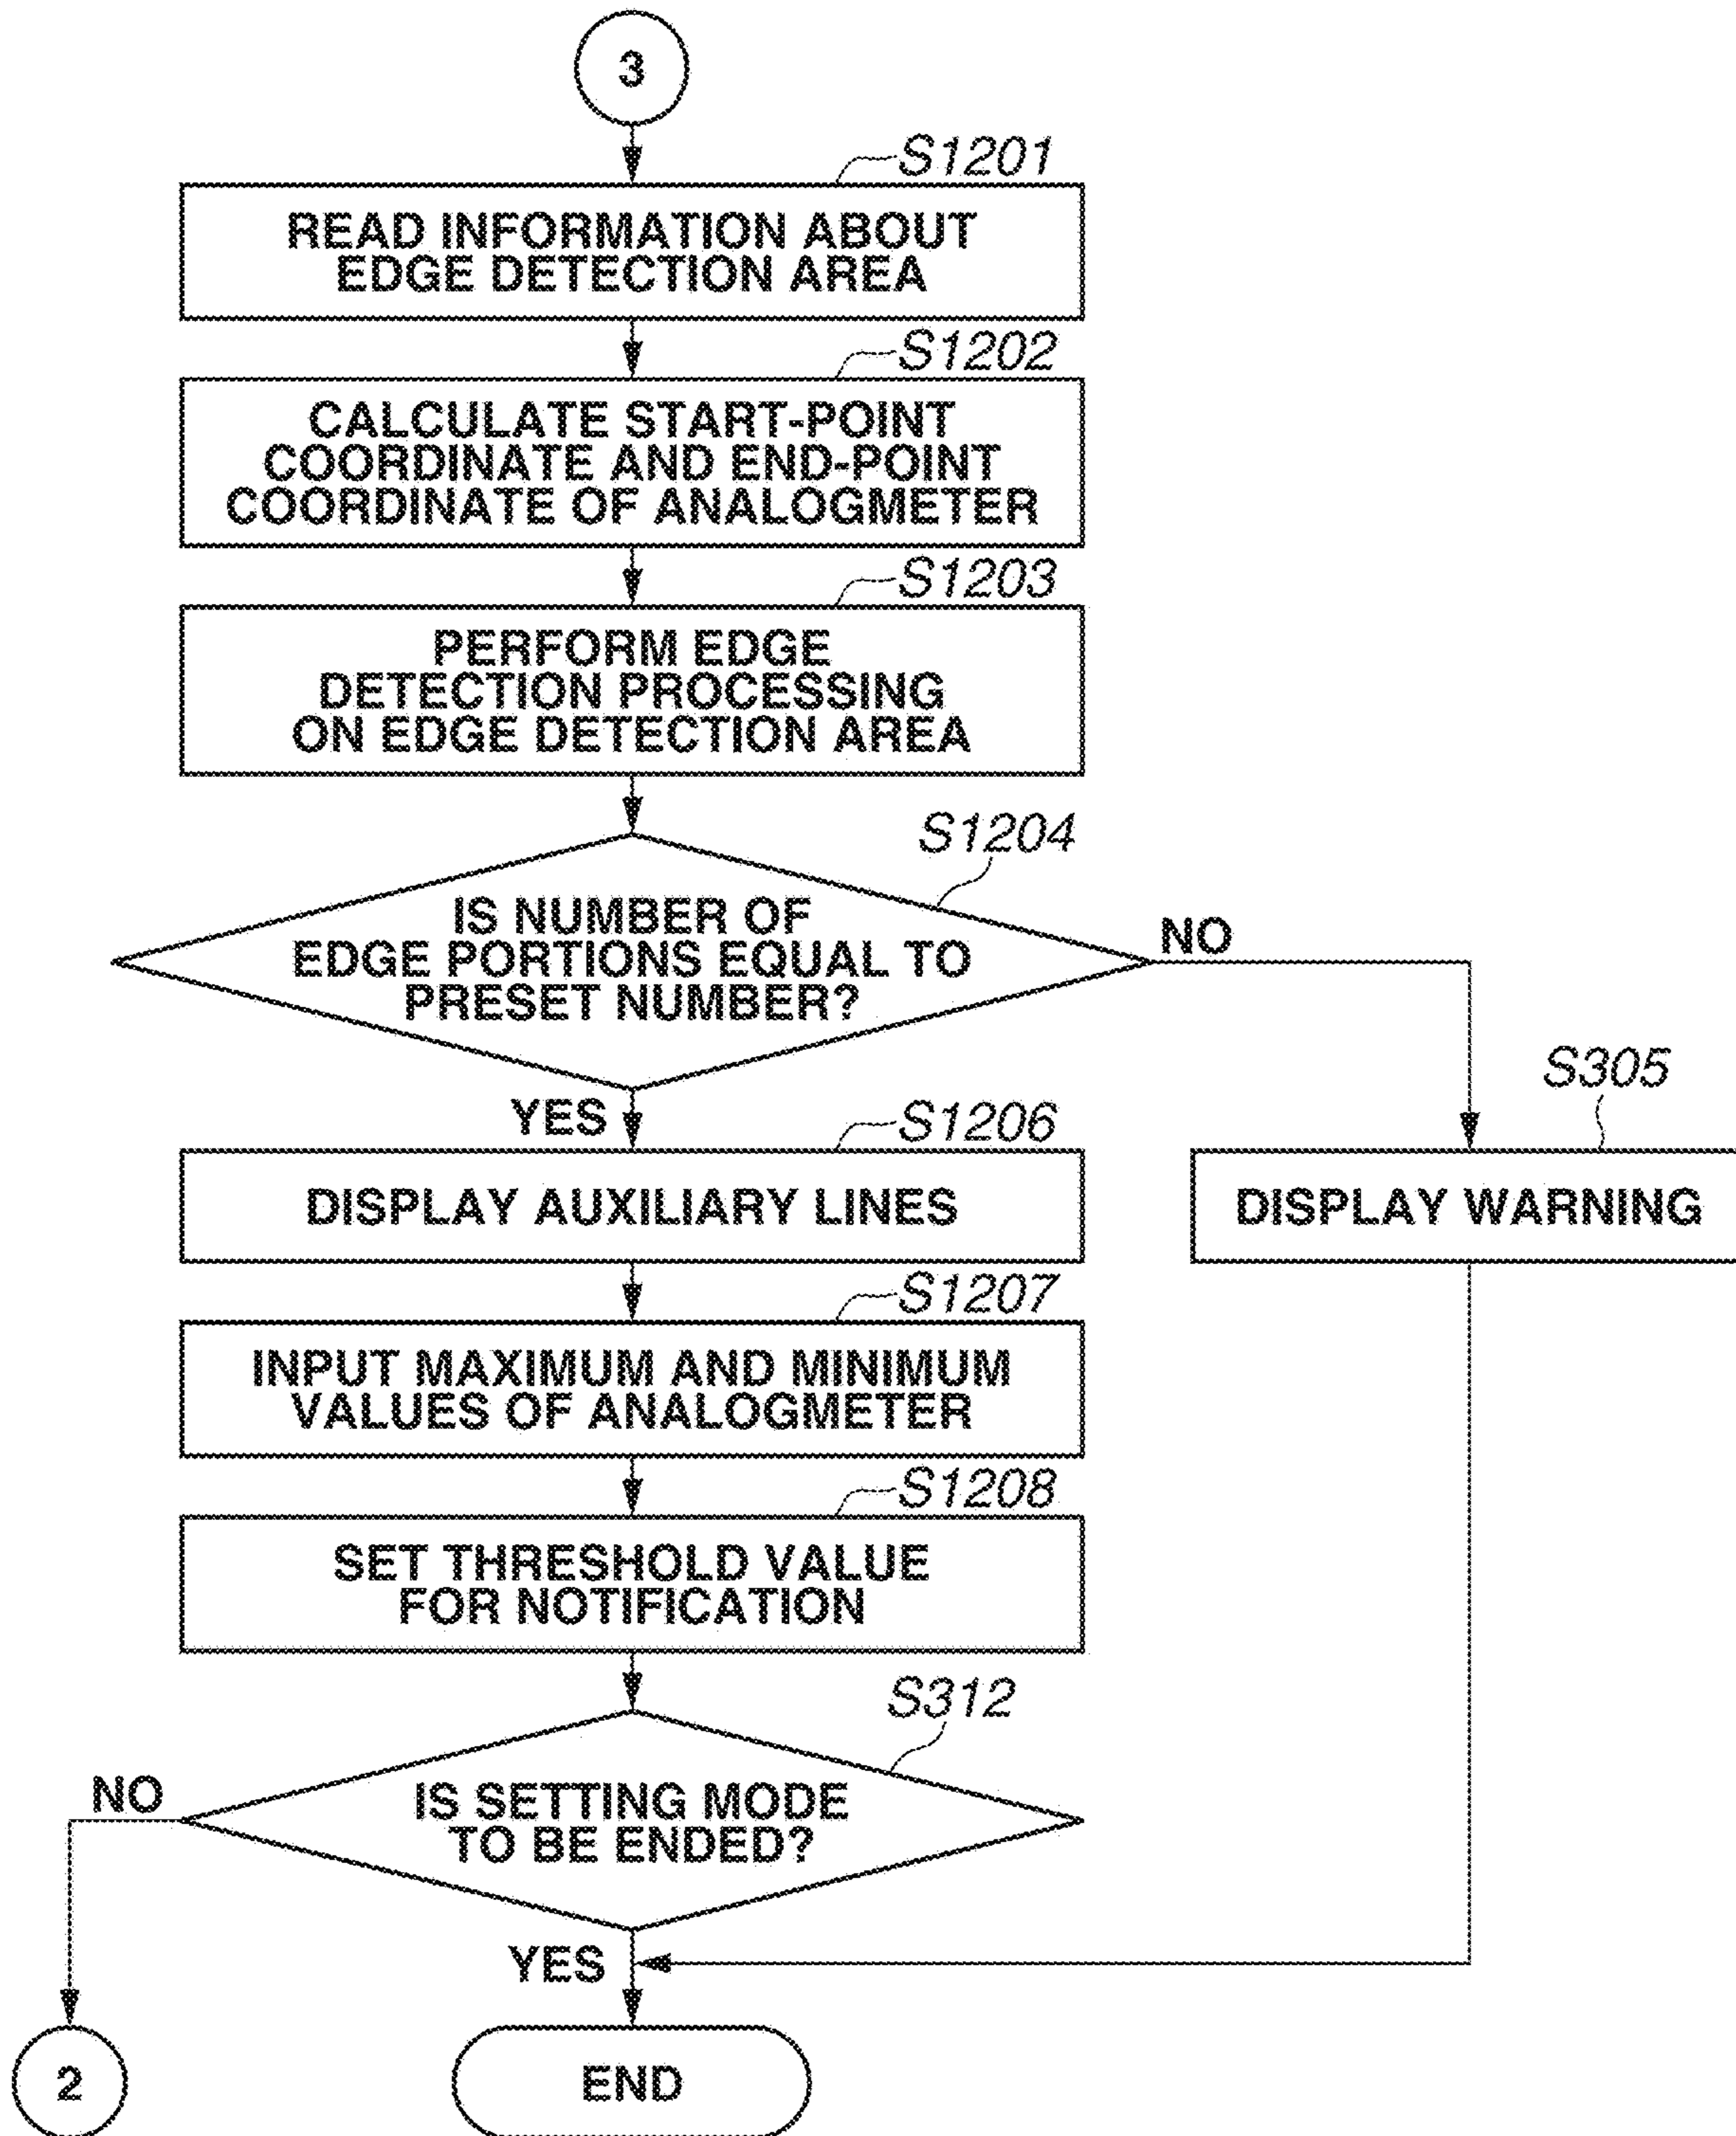 3
S1201
READ INFORMATION ABOUT
EDGE DETECTION AREA
S1202
CALCULATE START-POINT
COORDINATE AND END-POINT
COORDINATE OF ANALOGMETER
S1203
PERFORM EDGE
DETECTION PROCESSING
ON EDGE DETECTION AREA
S1204
IS NUMBER OF
EDGE PORTIONS EQUAL TO
PRESET NUMBER?
NO
YES
S1206
DISPLAY AUXILIARY LINES
S305
DISPLAY WARNING
S1207
INPUT MAXIMUM AND MINIMUM
VALUES OF ANALOGMETER
S1208
SET THRESHOLD VALUE
FOR NOTIFICATION
S312
IS SETTING MODE
TO BE ENDED?
NO
YES
2
END